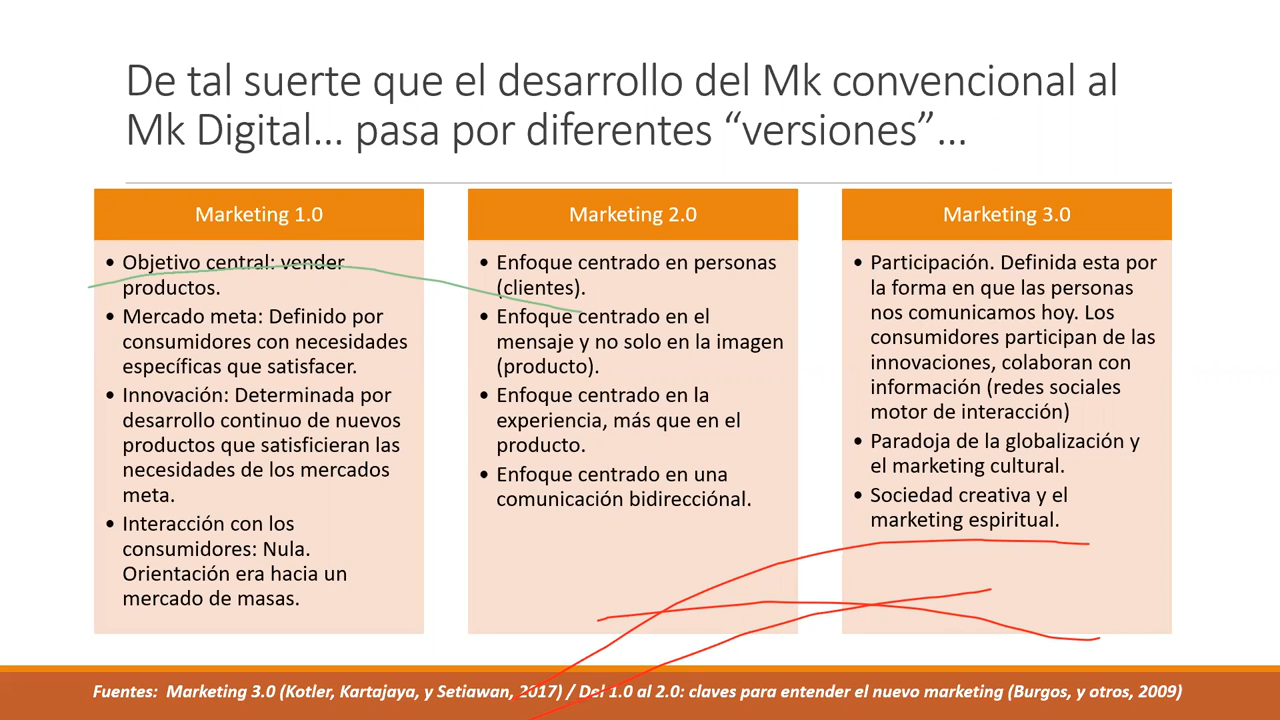 De tal suerte que el desarrollo del Mk convencional al
Mk Digital... pasa por diferentes “versiones”...
Marketing 1.0
• Objetivo central: vender
productos.
• Mercado meta: Definido por
consumidores con necesidades
específicas que satisfacer.
• Innovación: Determinada por
desarrollo continuo de nuevos
productos que satisficieran las
necesidades de los mercados
meta.
• Interacción con los
consumidores: Nula.
Orientación era hacia un
mercado de masas.
Marketing 2.0
• Enfoque centrado en personas
(clientes).
• Enfoque centrado en el
mensaje y no solo en la imagen
(producto).
• Enfoque centrado en la
experiencia, más que en el
producto.
• Enfoque centrado en una
comunicación bidirecciónal.
Marketing 3.0
• Participación. Definida esta por
la forma en que las personas
nos comunicamos hoy. Los
consumidores participan de las
innovaciones, colaboran con
información (redes sociales
motor de interacción)
• Paradoja de la globalización y
el marketing cultural.
• Sociedad creativa y el
marketing espiritual.
Fuentes: Marketing 3.0 (Kotler, Kartajaya, y Setiawan, 2017) / Del 1.0 al 2.0: claves para entender el nuevo marketing (Burgos, y otros, 2009)